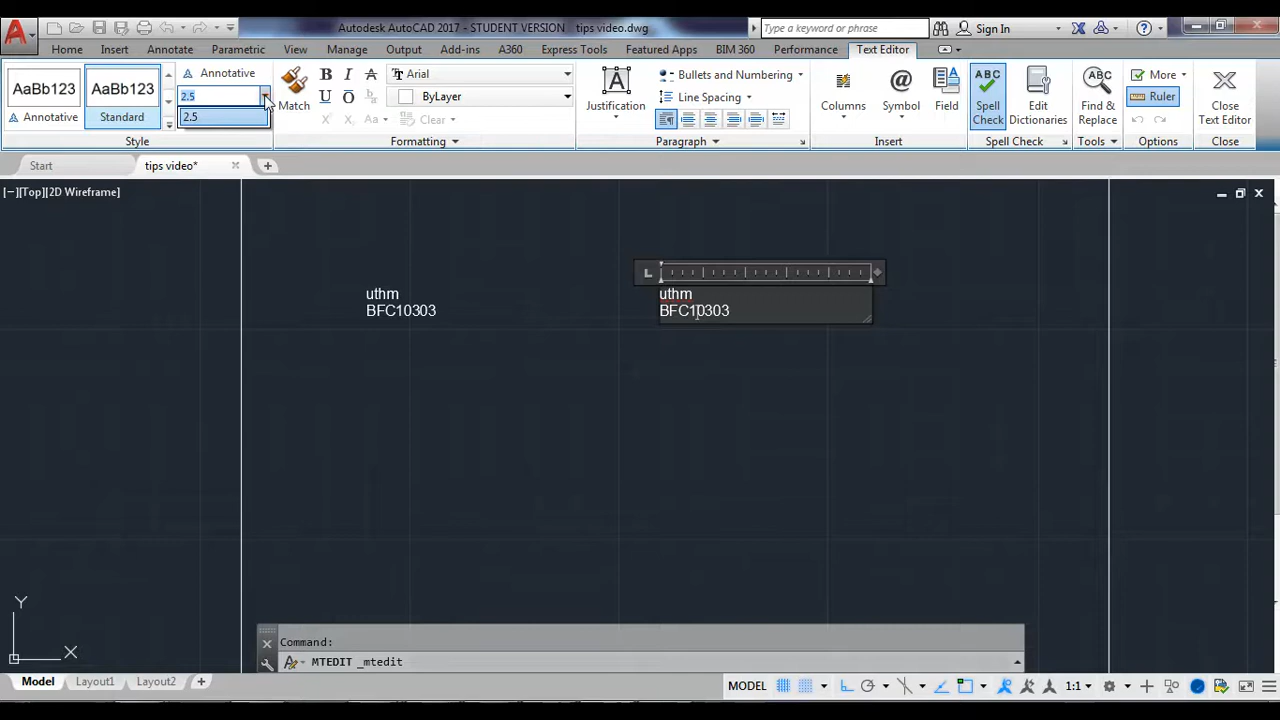 Autodesk AutoCAD 2017 - STUDENT VERSION tips video.dwg
Type a keyword or phrase
Sign In
Home Insert Annotate Parametric View Manage Output Add-ins A360 Express Tools Featured Apps BIM 360 Performance Text Editor
AaBb123 AaBb123
Annotative Standard
Annotative
2.5
2.5
Style
Match
Arial
ByLayer
Clear
Formatting
Justification
Bullets and Numbering
Line Spacing
Paragraph
Columns Symbol Field
Insert
ABC
Spell Check
Edit Dictionaries
Spell Check
ABC
Find & Replace
Tools
More
Ruler
Options
Close Text Editor
Close
Start tips video*
[−][Top][2D Wireframe]
uthm
BFC10303
uthm
BFC10303
Y
X
Command:
MTEDIT _mtedit
Model Layout1 Layout2
MODEL 1:1